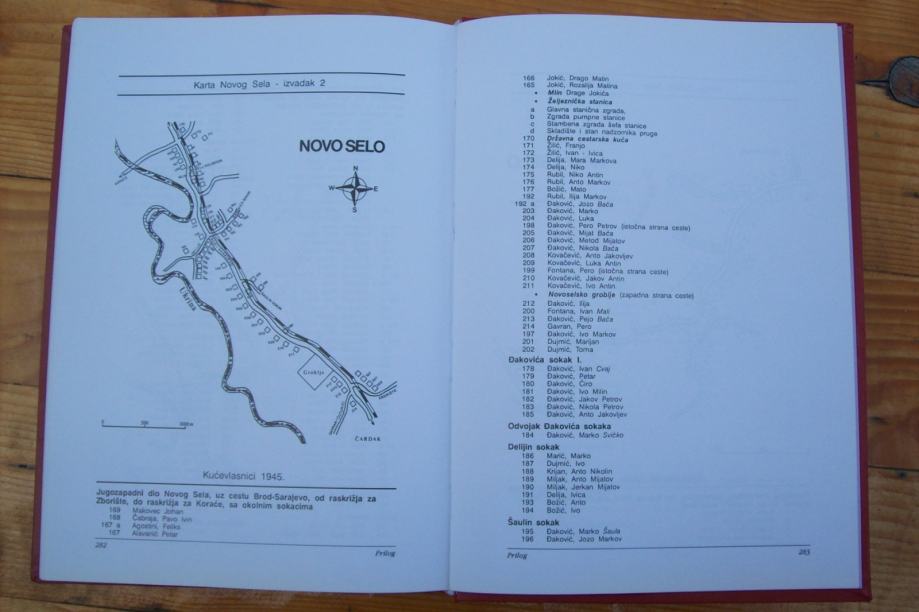 Karta Novog Sela - izvadak 2
NOVO SELO
N
W E
S
Ukrina
Groblje
ČARDAK
0 500 1000 m
Kućevlasnici 1945.
Jugozapadni dio Novog Sela, uz cestu Brod-Sarajevo, od raskrižja za
Zborište, do raskrižja za Koraće, sa okolnim sokacima
169 Makovec Johan
168 Čabraja, Pavo Ivin
167 a Agostini, Feliks
167 Alavanić Petar
282
Prilog
166 Jokić, Drago Malin
165 Jokić, Rozalija Malina
• Mlin Drage Jokića
• Željeznička stanica
a Glavna stanična zgrada,
b Zgrada pumpne stanice
c Stambena zgrada šefa stanice
d Skladište i stan nadzornika pruge
170 Državna cestarska kuća
171 Žilić, Franjo
172 Žilić, Ivan - Ivica
173 Delija, Mara Markova
174 Delija, Niko
175 Rubil, Niko Antin
176 Rubil, Anto Markov
177 Božić, Mato
192 Rubil, Ilija Markov
192 a Đaković, Jozo Baća
203 Đaković, Marko
204 Đaković, Luka
198 Đaković, Pero Petrov (istočna strana ceste)
205 Đaković, Mijat Baća
206 Đaković, Metod Mijatov
207 Đaković, Nikola Baća
208 Kovačević, Anto Jakovljev
209 Kovačević, Luka Antin
199 Fontana, Pero (istočna strana ceste)
210 Kovačević, Jakov Antin
211 Kovačević, Ivo Antin
• Novoselsko groblje (zapadna strana ceste)
212 Đaković, Ilija
200 Fontana, Ivan Mali
213 Đaković, Pejo Baća
214 Gavran, Pero
197 Đaković, Ivo Markov
201 Dujmić, Marijan
202 Dujmić, Toma
Đakovića sokak I.
178 Đaković, Ivan Cvaj
179 Đaković, Petar
180 Đaković, Ćiro
181 Đaković, Ivo Milin
182 Đaković, Jakov Petrov
183 Đaković, Nikola Petrov
185 Đaković, Anto Jakovljev
Odvojak Đakovića sokaka
184 Đaković, Marko Svičko
Delijin sokak
186 Marić, Marko
187 Dujmić, Ivo
188 Krijan, Anto Nikolin
189 Miljak, Anto Mijatov
190 Miljak, Jerkan Mijatov
191 Delija, Ivica
193 Božić, Anto
194 Božić, Ivo
Šaulin sokak
195 Đaković, Marko Šaula
196 Đaković, Jozo Markov
Prilog
283